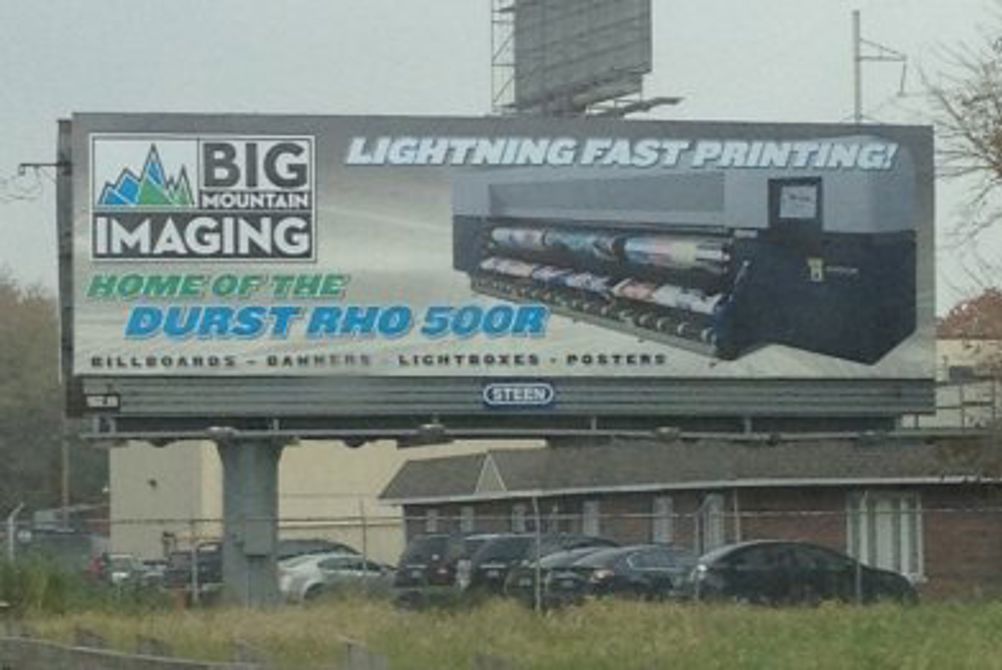 BIG
MOUNTAIN
IMAGING
LIGHTNING FAST PRINTING!
HOME OF THE
DURST RHO 500R
BILLBOARDS - BANNERS - LIGHTBOXES - POSTERS
STEEN